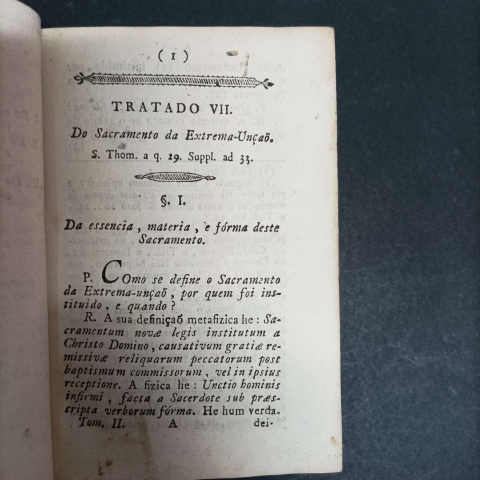 ( 1 )
TRATADO VII.
Do Sacramento da Extrema-Unçaõ.
S. Thom. a q. 29. Suppl. ad 33.
§. I.
Da essencia, materia, e fórma deste
Sacramento.
P. Como se define o Sacramento
da Extrema-unçaõ, por quem foi ins-
tituido, e quando ?
R. A sua definiçaõ metafizica he : Sa-
cramentum novæ legis institutum a
Christo Domino, causativum gratiæ re-
missivæ reliquarum peccatorum post
baptismum commissorum, vel in ipsius
receptione. A fizica he : Unctio hominis
infirmi, facta a Sacerdote sub præs-
cripta verborum fórma. He hum verda-
Tom. II. A dei-